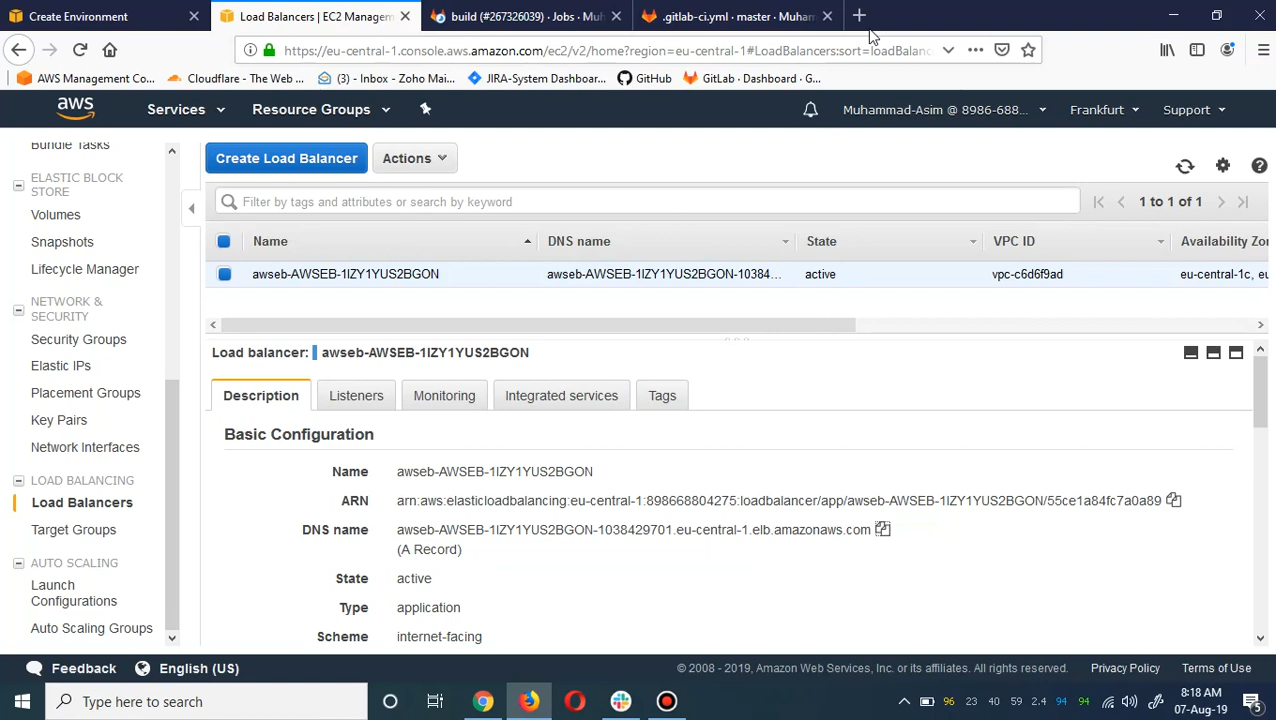 Create Environment
Load Balancers | EC2 Managem
build (#267326039) · Jobs · Muh
.gitlab-ci.yml · master · Muham
https://eu-central-1.console.aws.amazon.com/ec2/v2/home?region=eu-central-1#LoadBalancers:sort=loadBalanc
AWS Management Co...
Cloudflare - The Web...
(3) - Inbox - Zoho Mai...
JIRA-System Dashboar...
GitHub
GitLab · Dashboard · G...
aws
Services
Resource Groups
Muhammad-Asim @ 8986-688...
Frankfurt
Support
Bundle Tasks
ELASTIC BLOCK STORE
Volumes
Snapshots
Lifecycle Manager
NETWORK & SECURITY
Security Groups
Elastic IPs
Placement Groups
Key Pairs
Network Interfaces
LOAD BALANCING
Load Balancers
Target Groups
AUTO SCALING
Launch Configurations
Auto Scaling Groups
Create Load Balancer
Actions
Filter by tags and attributes or search by keyword
1 to 1 of 1
Name
DNS name
State
VPC ID
Availability Zo
awseb-AWSEB-1IZY1YUS2BGON
awseb-AWSEB-1IZY1YUS2BGON-10384...
active
vpc-c6d6f9ad
eu-central-1c, eu
Load balancer: awseb-AWSEB-1IZY1YUS2BGON
Description
Listeners
Monitoring
Integrated services
Tags
Basic Configuration
Name awseb-AWSEB-1IZY1YUS2BGON
ARN arn:aws:elasticloadbalancing:eu-central-1:898668804275:loadbalancer/app/awseb-AWSEB-1IZY1YUS2BGON/55ce1a84fc7a0a89
DNS name awseb-AWSEB-1IZY1YUS2BGON-1038429701.eu-central-1.elb.amazonaws.com
(A Record)
State active
Type application
Scheme internet-facing
Feedback
English (US)
© 2008 - 2019, Amazon Web Services, Inc. or its affiliates. All rights reserved.
Privacy Policy
Terms of Use
Type here to search
96 23 40 59 2.4 94 94
8:18 AM
07-Aug-19
5